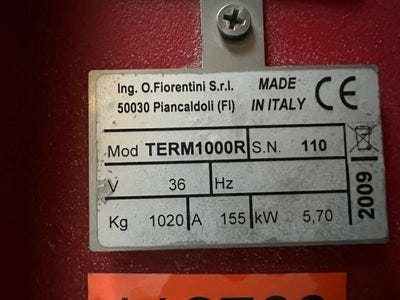 Ing. O.Fiorentini S.r.l. MADE
50030 Piancaldoli (FI) IN ITALY CE
Mod TERM1000R S.N. 110
V 36 Hz
Kg 1020 A 155 kW 5,70
2009